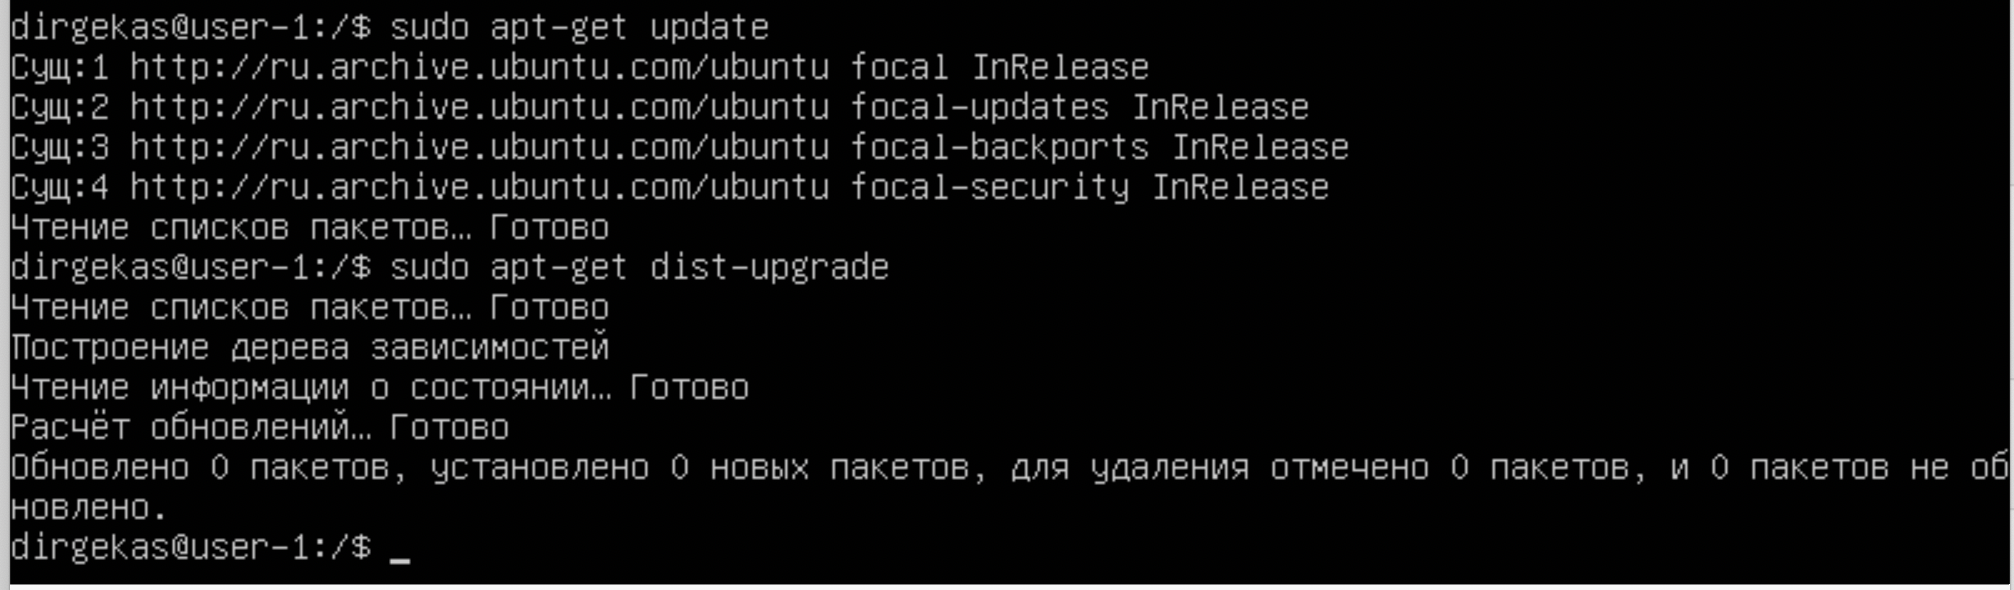 dirgekas@user-1:/$ sudo apt-get update
Сущ:1 http://ru.archive.ubuntu.com/ubuntu focal InRelease
Сущ:2 http://ru.archive.ubuntu.com/ubuntu focal-updates InRelease
Сущ:3 http://ru.archive.ubuntu.com/ubuntu focal-backports InRelease
Сущ:4 http://ru.archive.ubuntu.com/ubuntu focal-security InRelease
Чтение списков пакетов… Готово
dirgekas@user-1:/$ sudo apt-get dist-upgrade
Чтение списков пакетов… Готово
Построение дерева зависимостей
Чтение информации о состоянии… Готово
Расчёт обновлений… Готово
Обновлено 0 пакетов, установлено 0 новых пакетов, для удаления отмечено 0 пакетов, и 0 пакетов не об
новлено.
dirgekas@user-1:/$ _